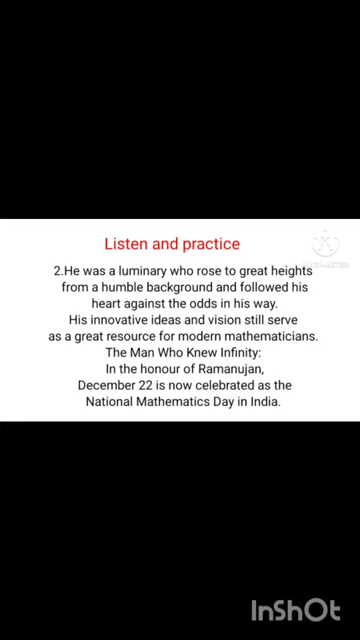 Listen and practice
2.He was a luminary who rose to great heights
from a humble background and followed his
heart against the odds in his way.
His innovative ideas and vision still serve
as a great resource for modern mathematicians.
The Man Who Knew Infinity:
In the honour of Ramanujan,
December 22 is now celebrated as the
National Mathematics Day in India.
KINEMASTER
InShOt